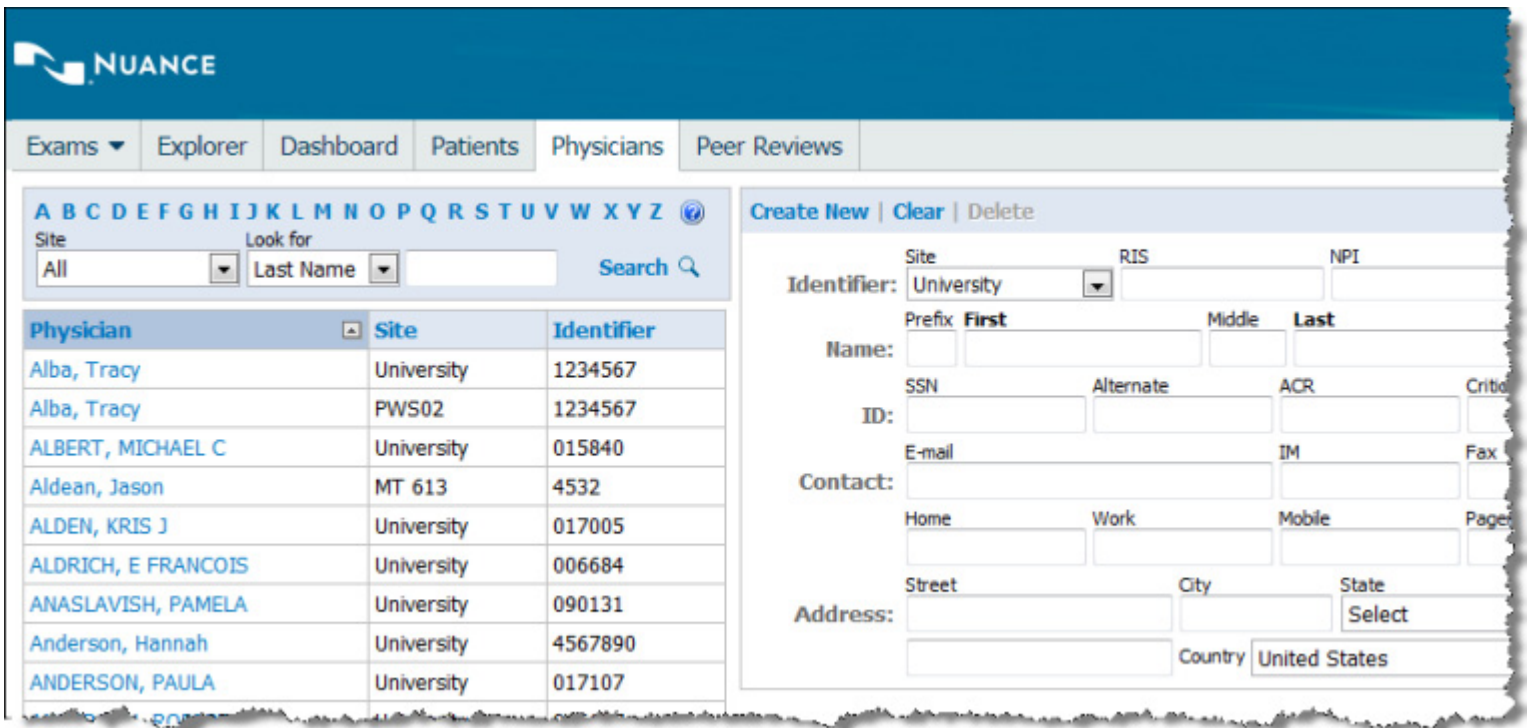 NUANCE
Exams Explorer Dashboard Patients Physicians Peer Reviews
A B C D E F G H I J K L M N O P Q R S T U V W X Y Z
Site Look for
All Last Name Search
Physician Site Identifier
Alba, Tracy University 1234567
Alba, Tracy PWS02 1234567
ALBERT, MICHAEL C University 015840
Aldean, Jason MT 613 4532
ALDEN, KRIS J University 017005
ALDRICH, E FRANCOIS University 006684
ANASLAVISH, PAMELA University 090131
Anderson, Hannah University 4567890
ANDERSON, PAULA University 017107
Create New | Clear | Delete
Site RIS NPI
Identifier: University
Prefix First Middle Last
Name:
SSN Alternate ACR
ID:
E-mail IM Fax
Contact:
Home Work Mobile Pager
Street City State
Address: Select
Country United States